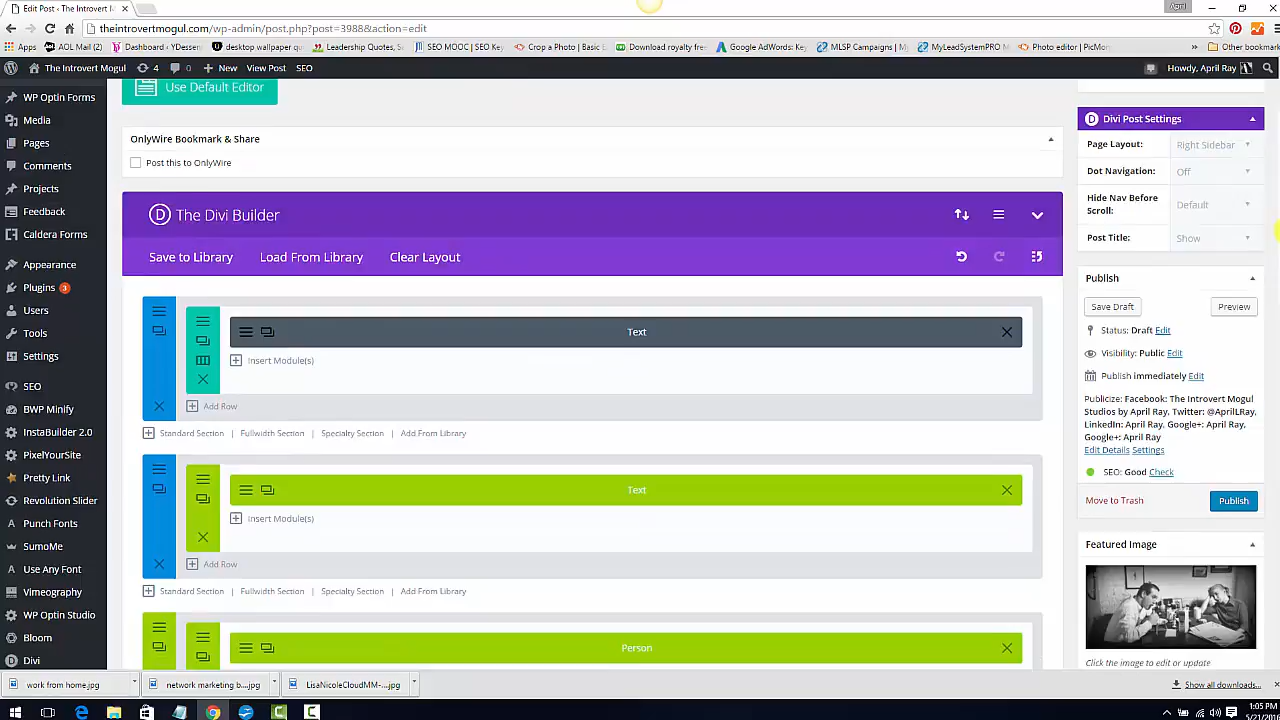 Edit Post ‹ The Introvert M
April
theintrovertmogul.com/wp-admin/post.php?post=3988&action=edit
Apps
AOL Mail (2)
Dashboard ‹ YDessen
desktop wallpaper qu
Leadership Quotes, S
SEO MOOC | SEO Key
Crop a Photo | Basic E
Download royalty free
Google AdWords: Ke
MLSP Campaigns | My
MyLeadSystemPRO M
Photo editor | PicMon
»
Other bookmark
The Introvert Mogul
4
0
New
View Post
SEO
Howdy, April Ray
WP Optin Forms
Media
Pages
Comments
Projects
Feedback
Caldera Forms
Appearance
Plugins 3
Users
Tools
Settings
SEO
BWP Minify
InstaBuilder 2.0
PixelYourSite
Pretty Link
Revolution Slider
Punch Fonts
SumoMe
Use Any Font
Vimeography
WP Optin Studio
Bloom
Divi
Use Default Editor
OnlyWire Bookmark & Share
Post this to OnlyWire
The Divi Builder
Save to Library
Load From Library
Clear Layout
Text
Insert Module(s)
Add Row
Standard Section | Fullwidth Section | Specialty Section | Add From Library
Text
Insert Module(s)
Add Row
Standard Section | Fullwidth Section | Specialty Section | Add From Library
Person
Divi Post Settings
Page Layout: Right Sidebar
Dot Navigation: Off
Hide Nav Before
Scroll: Default
Post Title: Show
Publish
Save Draft
Preview
Status: Draft Edit
Visibility: Public Edit
Publish immediately Edit
Publicize: Facebook: The Introvert Mogul
Studios by April Ray, Twitter: @AprilLRay,
LinkedIn: April Ray, Google+: April Ray,
Google+: April Ray
Edit Details Settings
SEO: Good Check
Move to Trash
Publish
Featured Image
Click the image to edit or update
work from home.jpg
network marketing b....jpg
LisaNicoleCloudMM-....jpg
Show all downloads...
1:05 PM